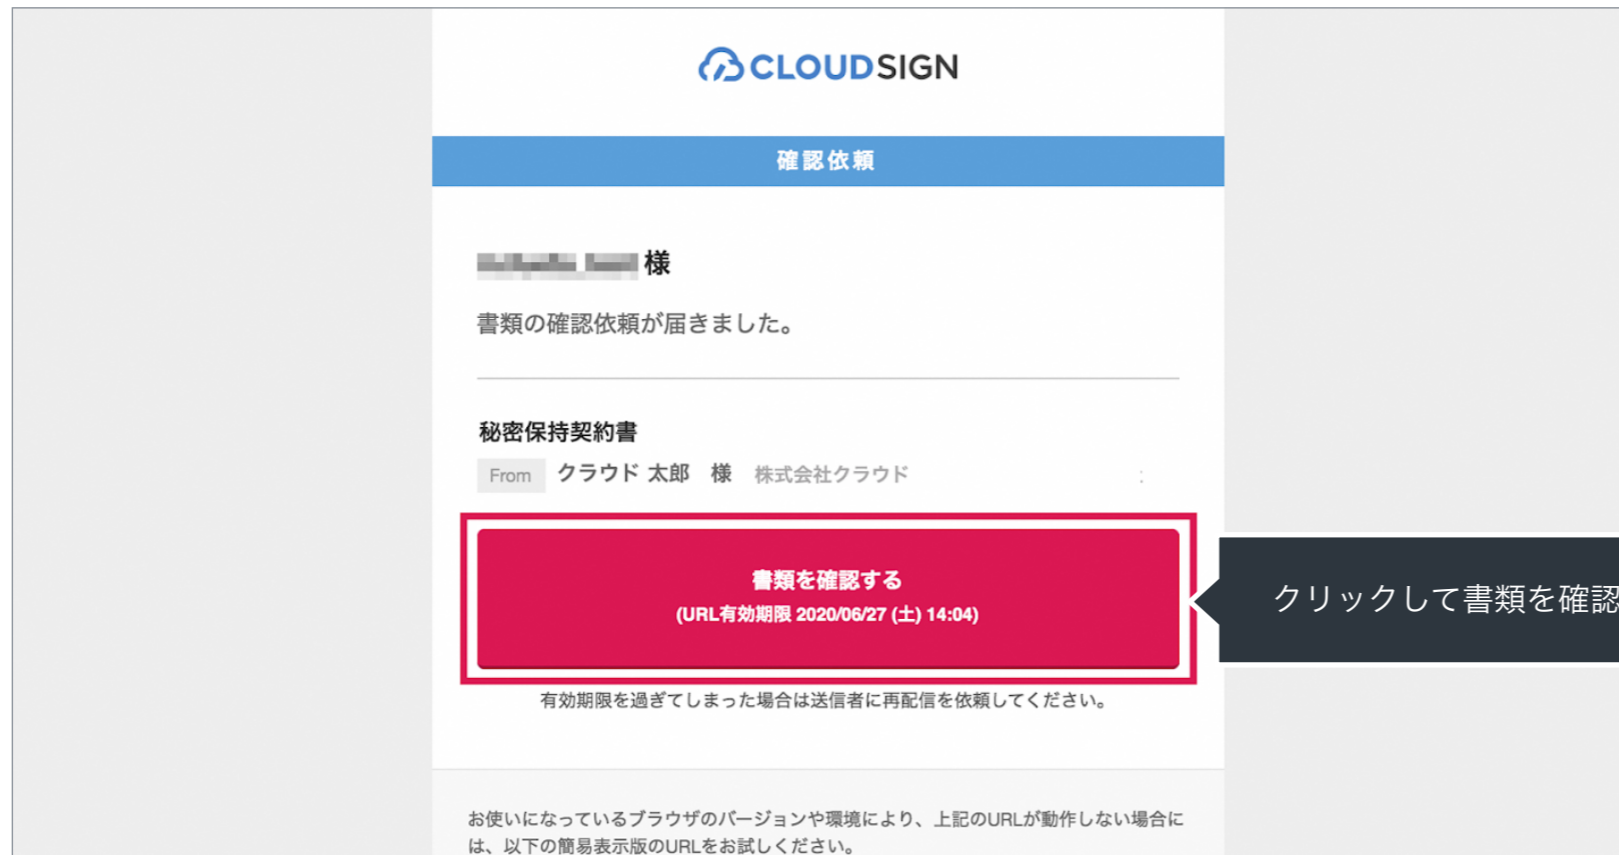 CLOUDSIGN
確認依頼
様
書類の確認依頼が届きました。
秘密保持契約書
From クラウド 太郎 様 株式会社クラウド :
書類を確認する
(URL有効期限 2020/06/27 (土) 14:04)
クリックして書類を確認
有効期限を過ぎてしまった場合は送信者に再配信を依頼してください。
お使いになっているブラウザのバージョンや環境により、上記のURLが動作しない場合に
は、以下の簡易表示版のURLをお試しください。